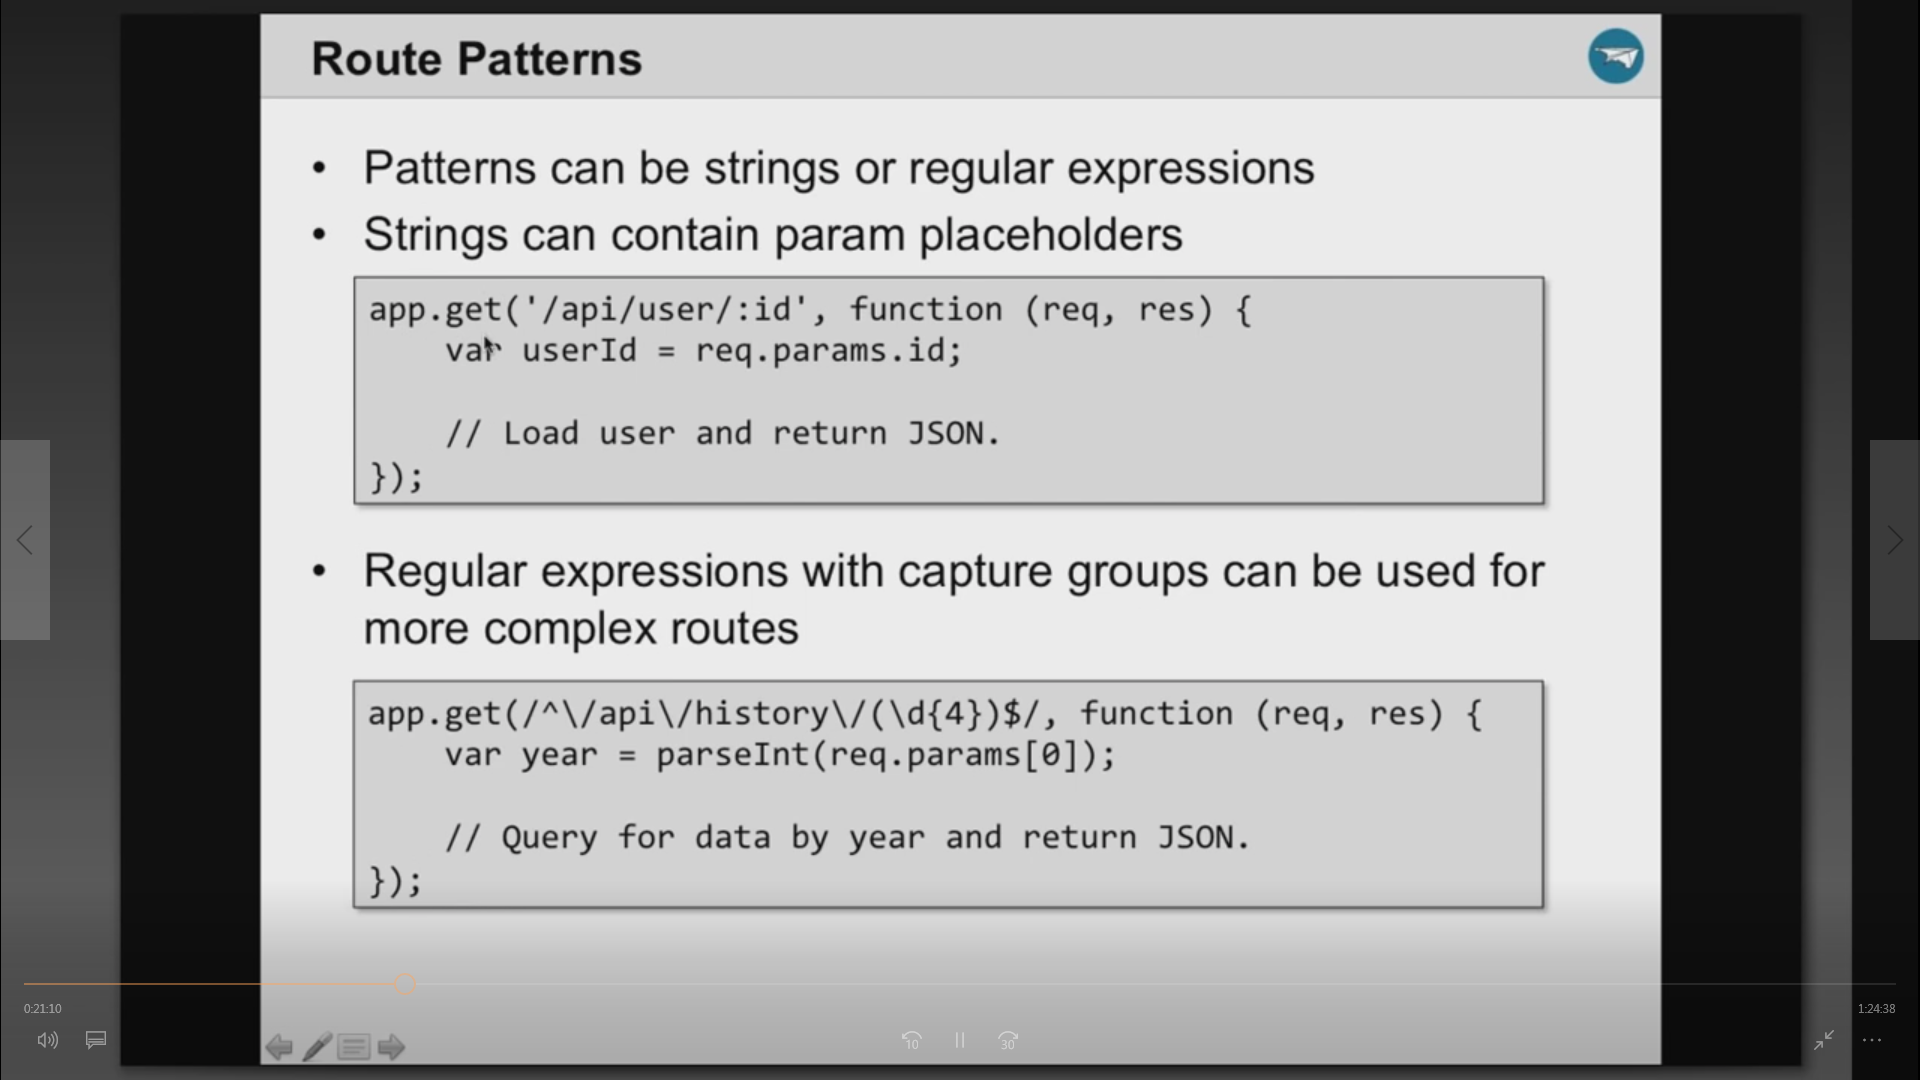 Route Patterns
• Patterns can be strings or regular expressions
• Strings can contain param placeholders
app.get('/api/user/:id', function (req, res) {
    var userId = req.params.id;
    // Load user and return JSON.
});
• Regular expressions with capture groups can be used for
more complex routes
app.get(/^\/api\/history\/(\d{4})$/, function (req, res) {
    var year = parseInt(req.params[0]);
    // Query for data by year and return JSON.
});
0:21:10
1:24:38
10
30